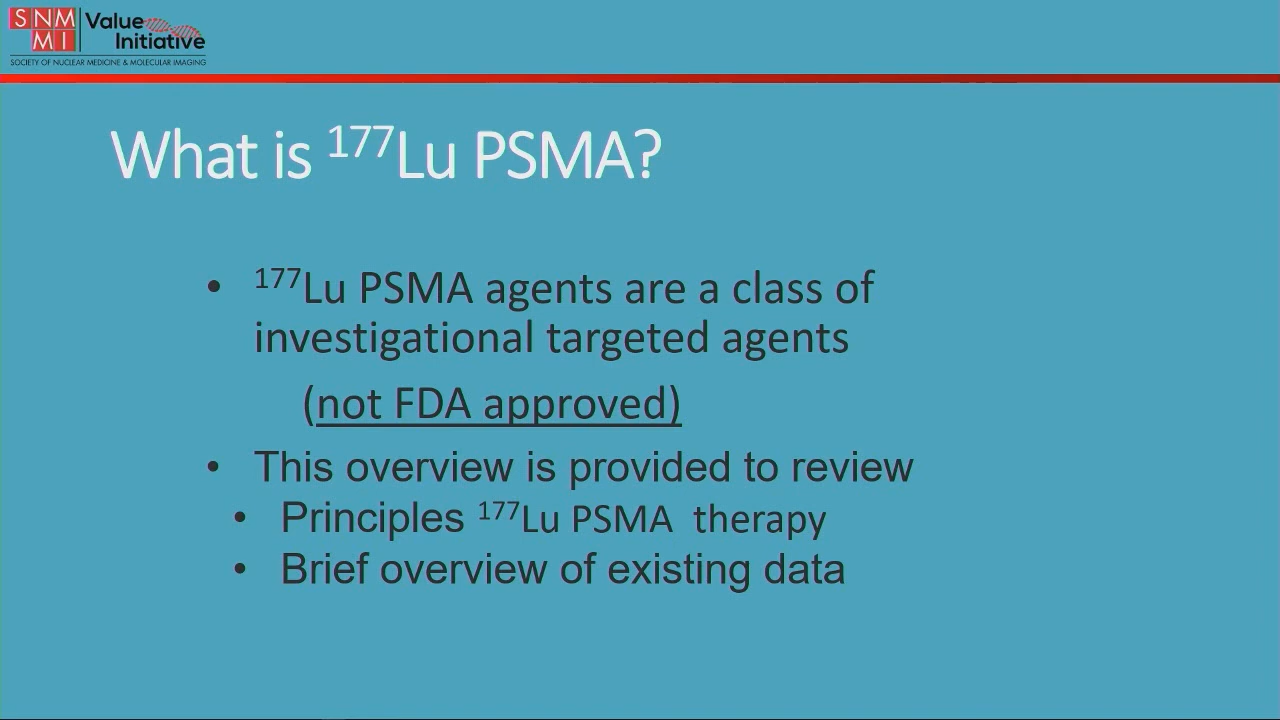 SNM
MI
Value
Initiative
SOCIETY OF NUCLEAR MEDICINE & MOLECULAR IMAGING
What is ¹⁷⁷Lu PSMA?
• ¹⁷⁷Lu PSMA agents are a class of
investigational targeted agents
(not FDA approved)
• This overview is provided to review
• Principles ¹⁷⁷Lu PSMA therapy
• Brief overview of existing data